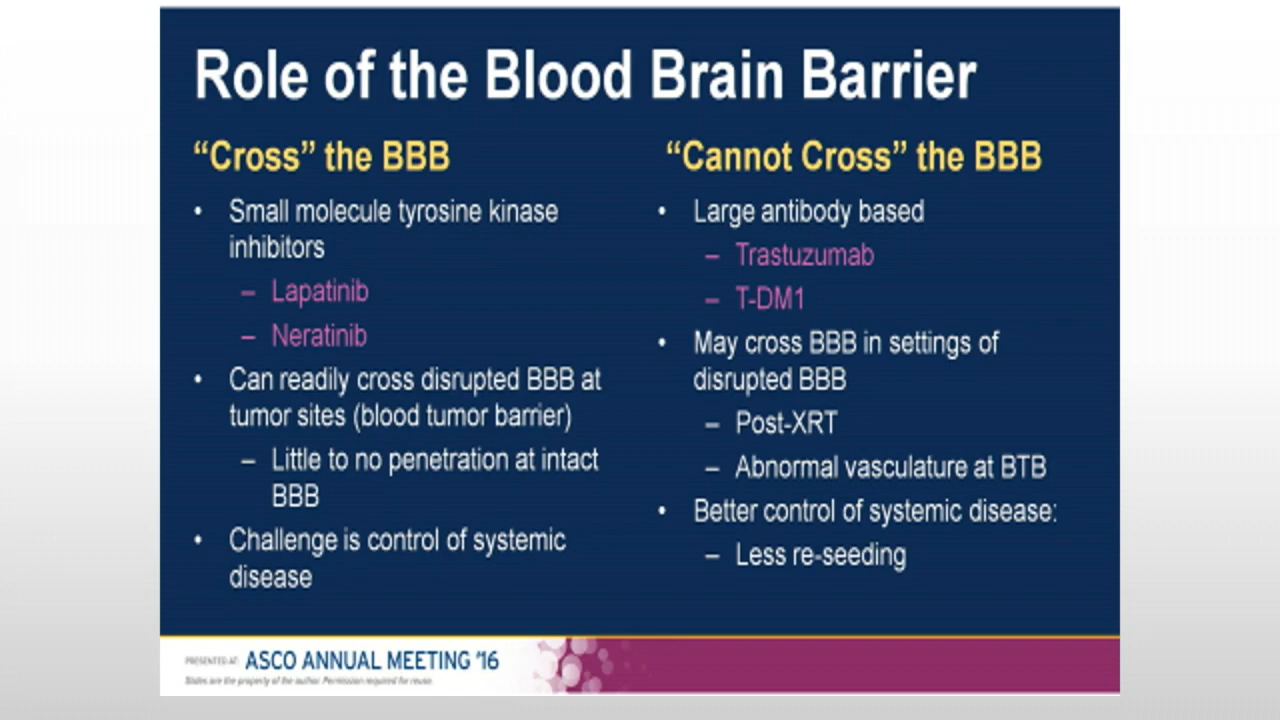 Role of the Blood Brain Barrier
“Cross” the BBB
• Small molecule tyrosine kinase
inhibitors
– Lapatinib
– Neratinib
• Can readily cross disrupted BBB at
tumor sites (blood tumor barrier)
– Little to no penetration at intact
BBB
• Challenge is control of systemic
disease
“Cannot Cross” the BBB
• Large antibody based
– Trastuzumab
– T-DM1
• May cross BBB in settings of
disrupted BBB
– Post-XRT
– Abnormal vasculature at BTB
• Better control of systemic disease:
– Less re-seeding
PRESENTED AT: ASCO ANNUAL MEETING ‘16
Slides are the property of the author. Permission required for reuse.